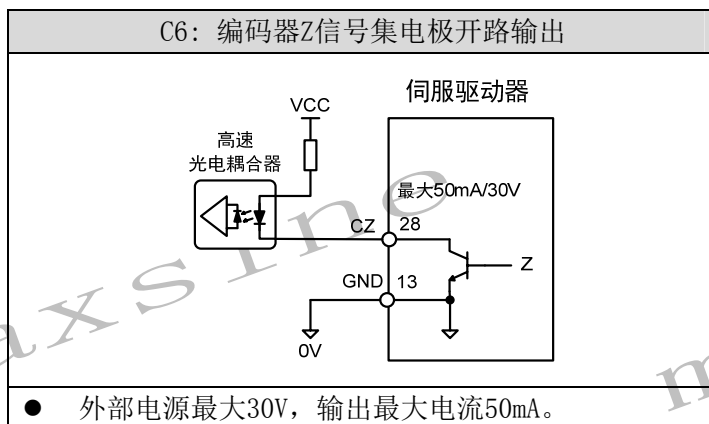 C6: 编码器Z信号集电极开路输出
伺服驱动器
VCC
高速
光电耦合器
最大50mA/30V
CZ
28
Z
GND
13
0V
axsine
m
● 外部电源最大30V，输出最大电流50mA。